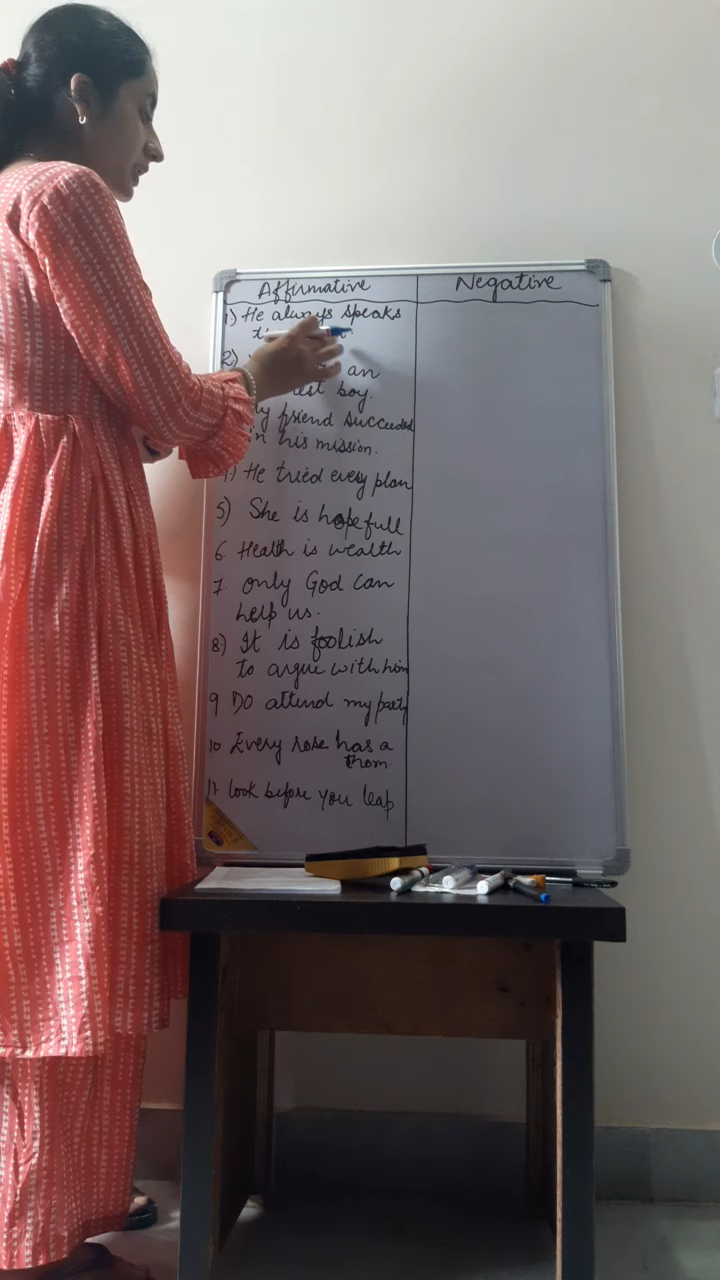 Affirmative
Negative
1) He always speaks
2) an
boy.
friend succeeded
in his mission.
He tried every plan
5) She is hopefull
6. Health is wealth
7. only God can
help us.
8) It is foolish
to argue with him
9 Do attend my party
10 Every rose has a
thorn.
11. look before you leap